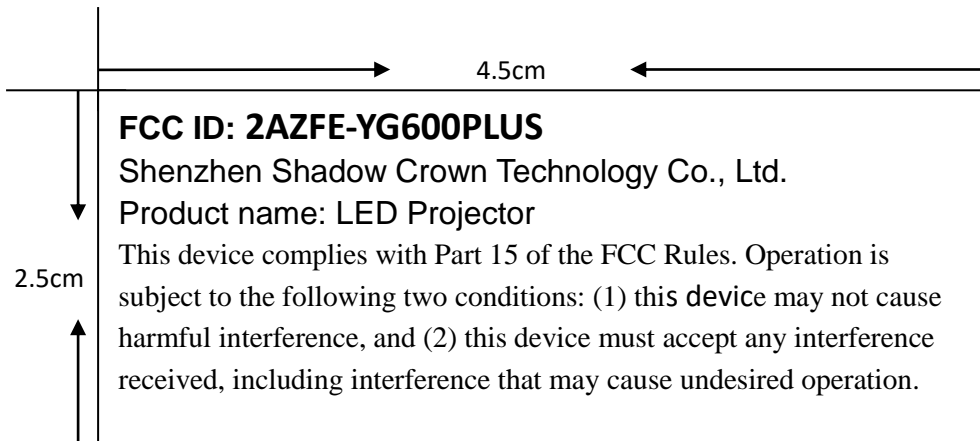 4.5cm
FCC ID: 2AZFE-YG600PLUS
Shenzhen Shadow Crown Technology Co., Ltd.
Product name: LED Projector
This device complies with Part 15 of the FCC Rules. Operation is
2.5cm
subject to the following two conditions: (1) this device may not cause
harmful interference, and (2) this device must accept any interference
received, including interference that may cause undesired operation.